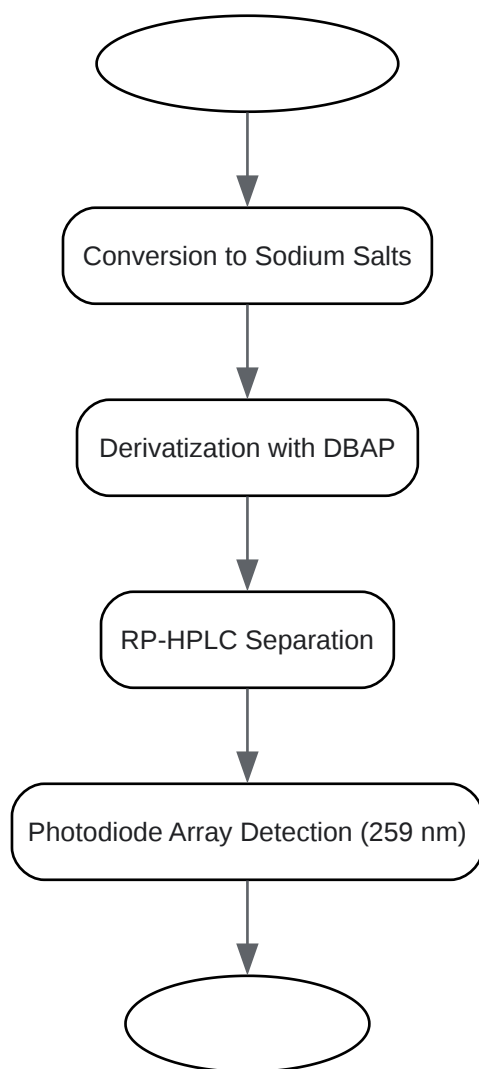 Conversion to Sodium Salts
Derivatization with DBAP
RP-HPLC Separation
Photodiode Array Detection (259 nm)